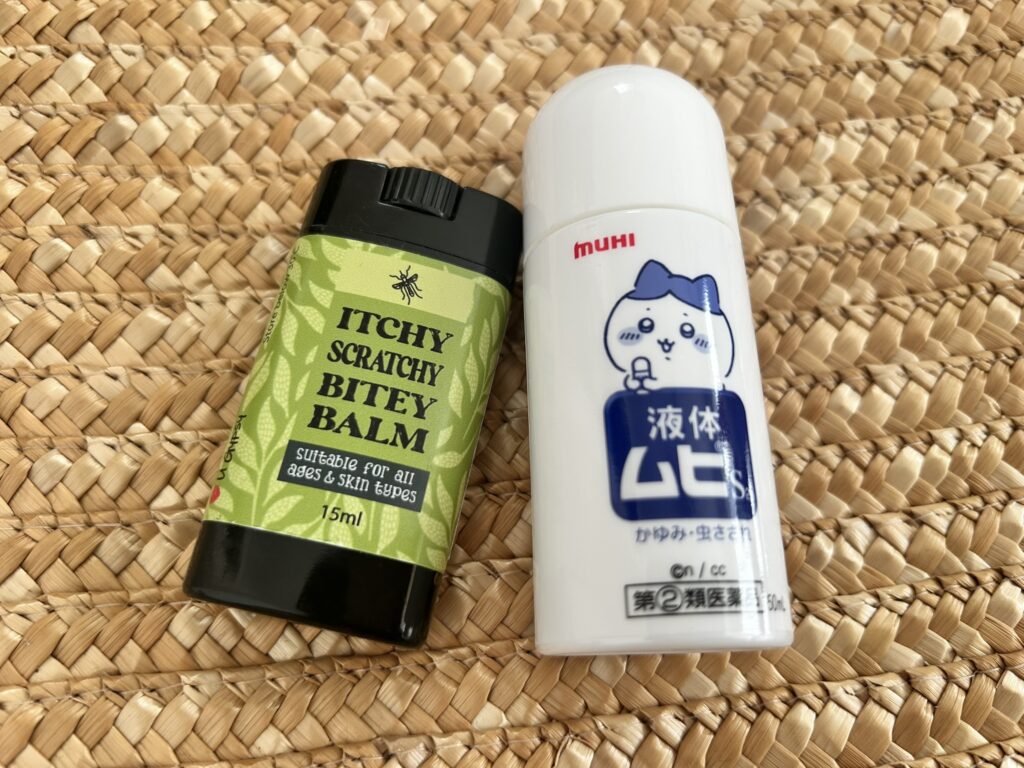 ITCHY
SCRATCHY
BITEY
BALM
suitable for all
ages & skin types
15ml
MUHI
液体
ムヒS
かゆみ・虫さされ
©n / cc
指②類医薬品
50mL